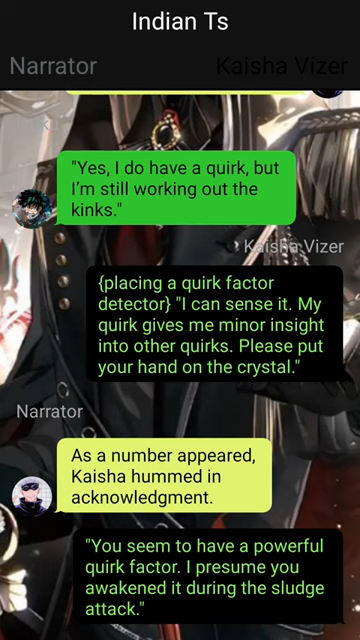 Indian Ts
Narrator
Kaisha Vizer
"Yes, I do have a quirk, but
I'm still working out the
kinks."
Kaisha Vizer
{placing a quirk factor
detector} "I can sense it. My
quirk gives me minor insight
into other quirks. Please put
your hand on the crystal."
Narrator
As a number appeared,
Kaisha hummed in
acknowledgment.
"You seem to have a powerful
quirk factor. I presume you
awakened it during the sludge
attack."